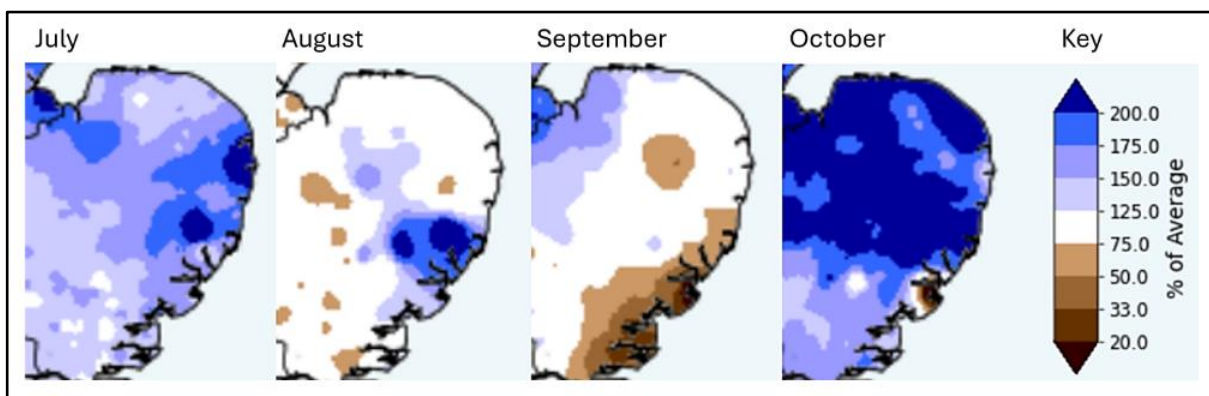 July
August
September
October
Key
200.0
175.0
150.0
125.0
75.0
50.0
33.0
20.0
% of Average